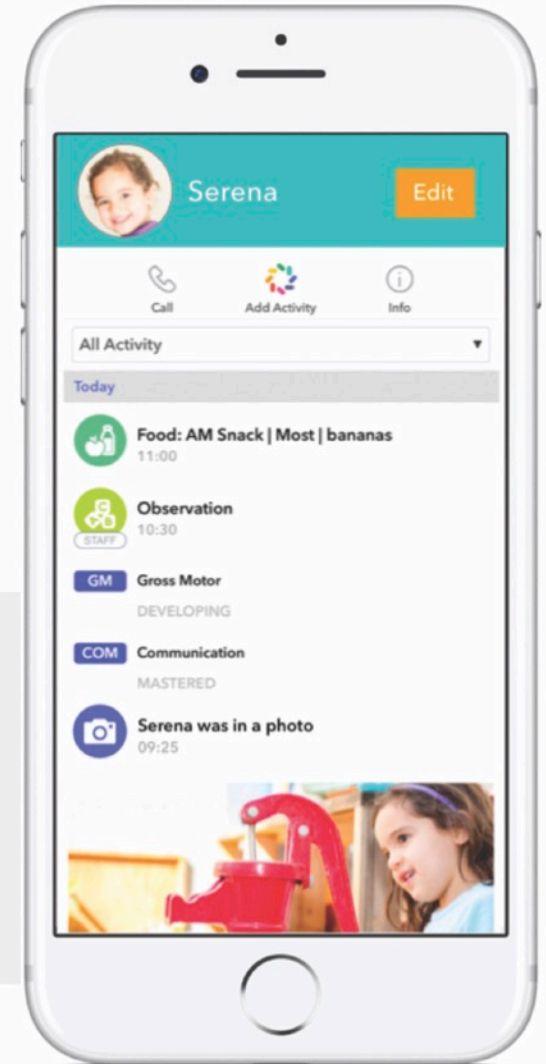 Serena
Edit
Call
Add Activity
Info
All Activity
Today
Food: AM Snack | Most | bananas
11:00
Observation
10:30
STAFF
GM
Gross Motor
DEVELOPING
COM
Communication
MASTERED
Serena was in a photo
09:25